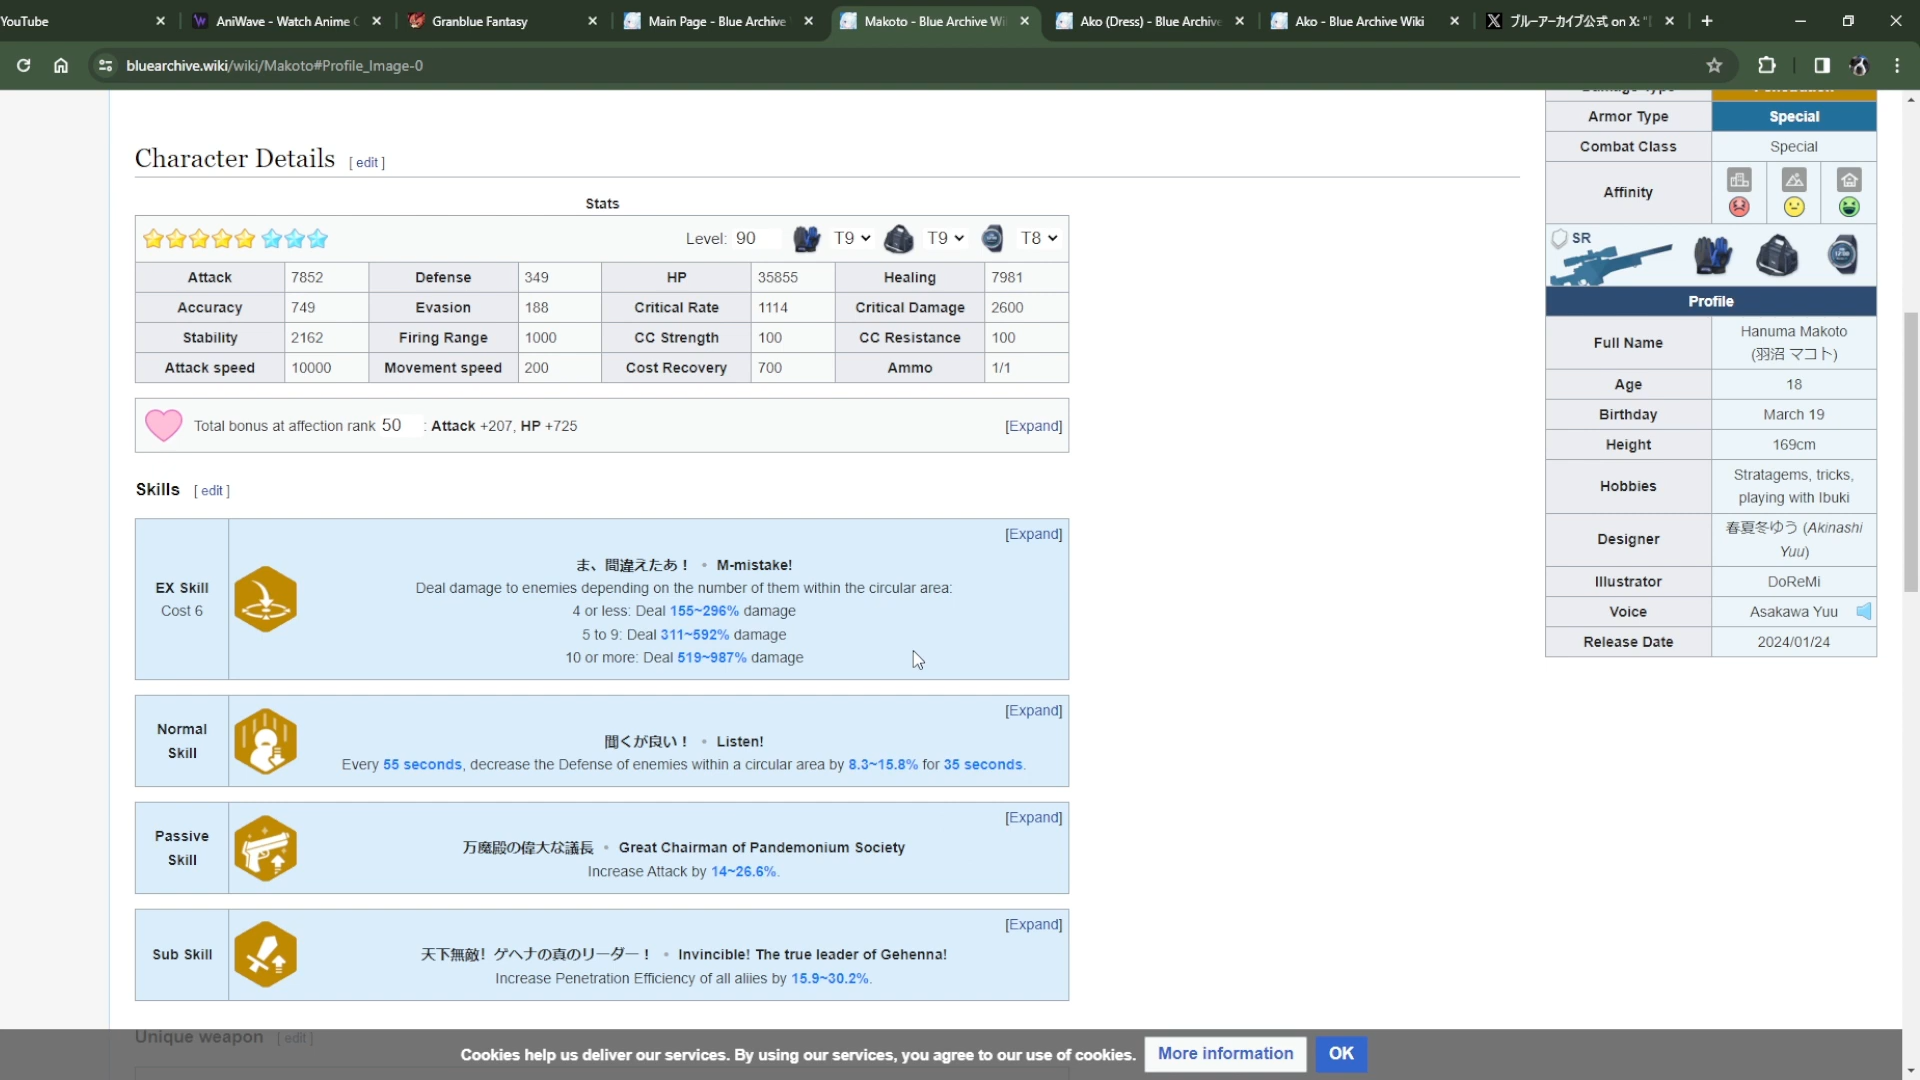 YouTube
AniWave - Watch Anime
Granblue Fantasy
Main Page - Blue Archive
Makoto - Blue Archive Wi
Ako (Dress) - Blue Archive
Ako - Blue Archive Wiki
ブルーアーカイブ公式 on X: "
bluearchive.wiki/wiki/Makoto#Profile_Image-0
Character Details [ edit ]
Stats
Level: 90 T9 T9 T8
Attack 7852 Defense 349 HP 35855 Healing 7981
Accuracy 749 Evasion 188 Critical Rate 1114 Critical Damage 2600
Stability 2162 Firing Range 1000 CC Strength 100 CC Resistance 100
Attack speed 10000 Movement speed 200 Cost Recovery 700 Ammo 1/1
Total bonus at affection rank 50 : Attack +207, HP +725 [Expand]
Skills [ edit ]
[Expand]
EX Skill
Cost 6
ま、間違えたあ！ • M-mistake!
Deal damage to enemies depending on the number of them within the circular area:
4 or less: Deal 155~296% damage
5 to 9: Deal 311~592% damage
10 or more: Deal 519~987% damage
[Expand]
Normal
Skill
聞くが良い！ • Listen!
Every 55 seconds, decrease the Defense of enemies within a circular area by 8.3~15.8% for 35 seconds.
[Expand]
Passive
Skill
万魔殿の偉大な議長 • Great Chairman of Pandemonium Society
Increase Attack by 14~26.6%.
[Expand]
Sub Skill
天下無敵！ゲヘナの真のリーダー！ • Invincible! The true leader of Gehenna!
Increase Penetration Efficiency of all allies by 15.9~30.2%.
Unique weapon [ edit ]
Damage Type Penetration
Armor Type Special
Combat Class Special
Affinity
SR
Profile
Full Name Hanuma Makoto
(羽沼 マコト)
Age 18
Birthday March 19
Height 169cm
Hobbies Stratagems, tricks,
playing with Ibuki
Designer 春夏冬ゆう (Akinashi
Yuu)
Illustrator DoReMi
Voice Asakawa Yuu
Release Date 2024/01/24
Cookies help us deliver our services. By using our services, you agree to our use of cookies. More information OK